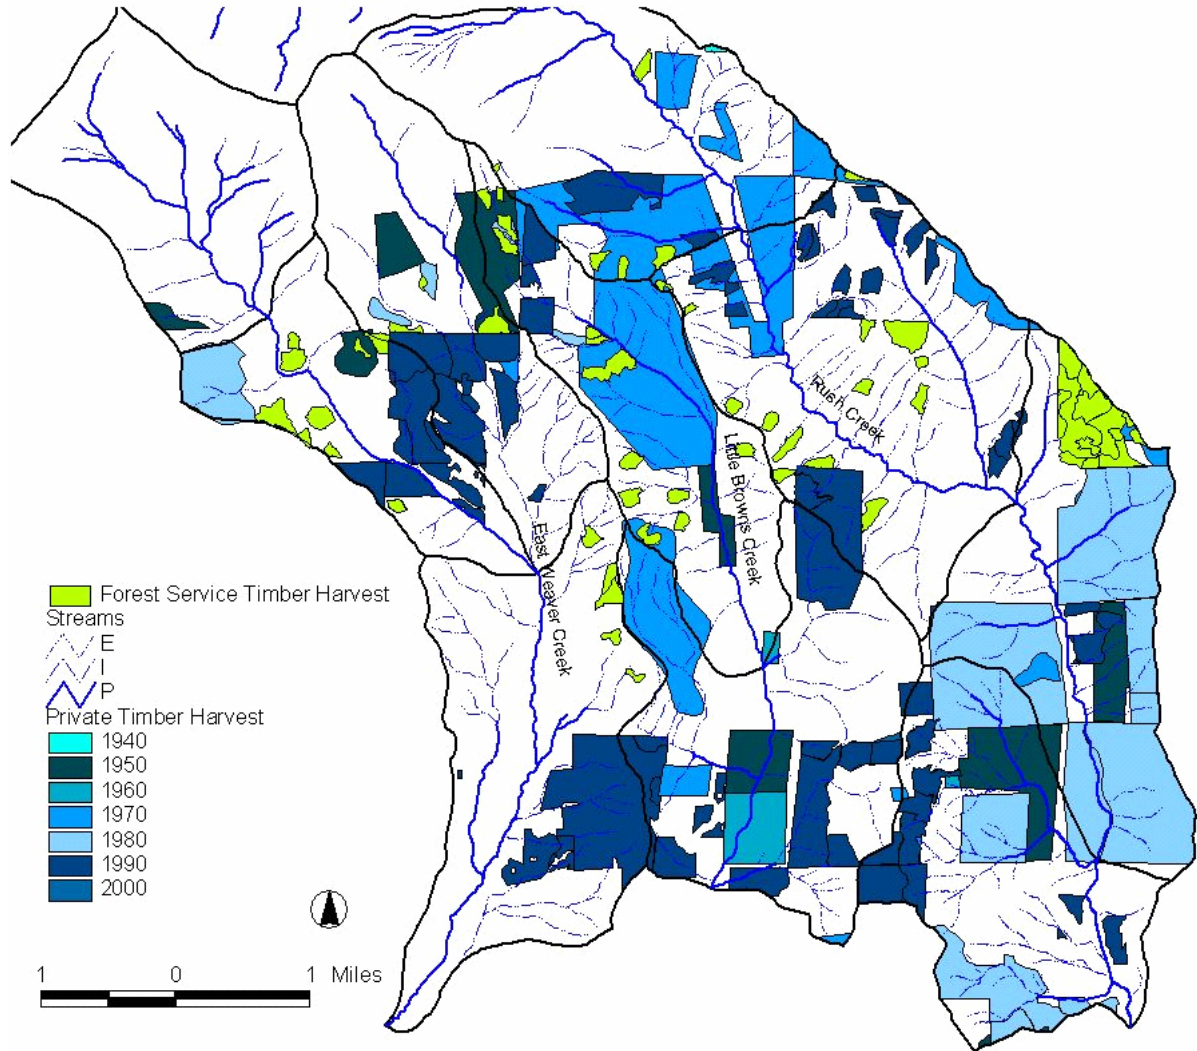 Rush Creek
Little Browns Creek
East Weaver Creek
Forest Service Timber Harvest
Streams
E
I
P
Private Timber Harvest
1940
1950
1960
1970
1980
1990
2000
1 0 1 Miles